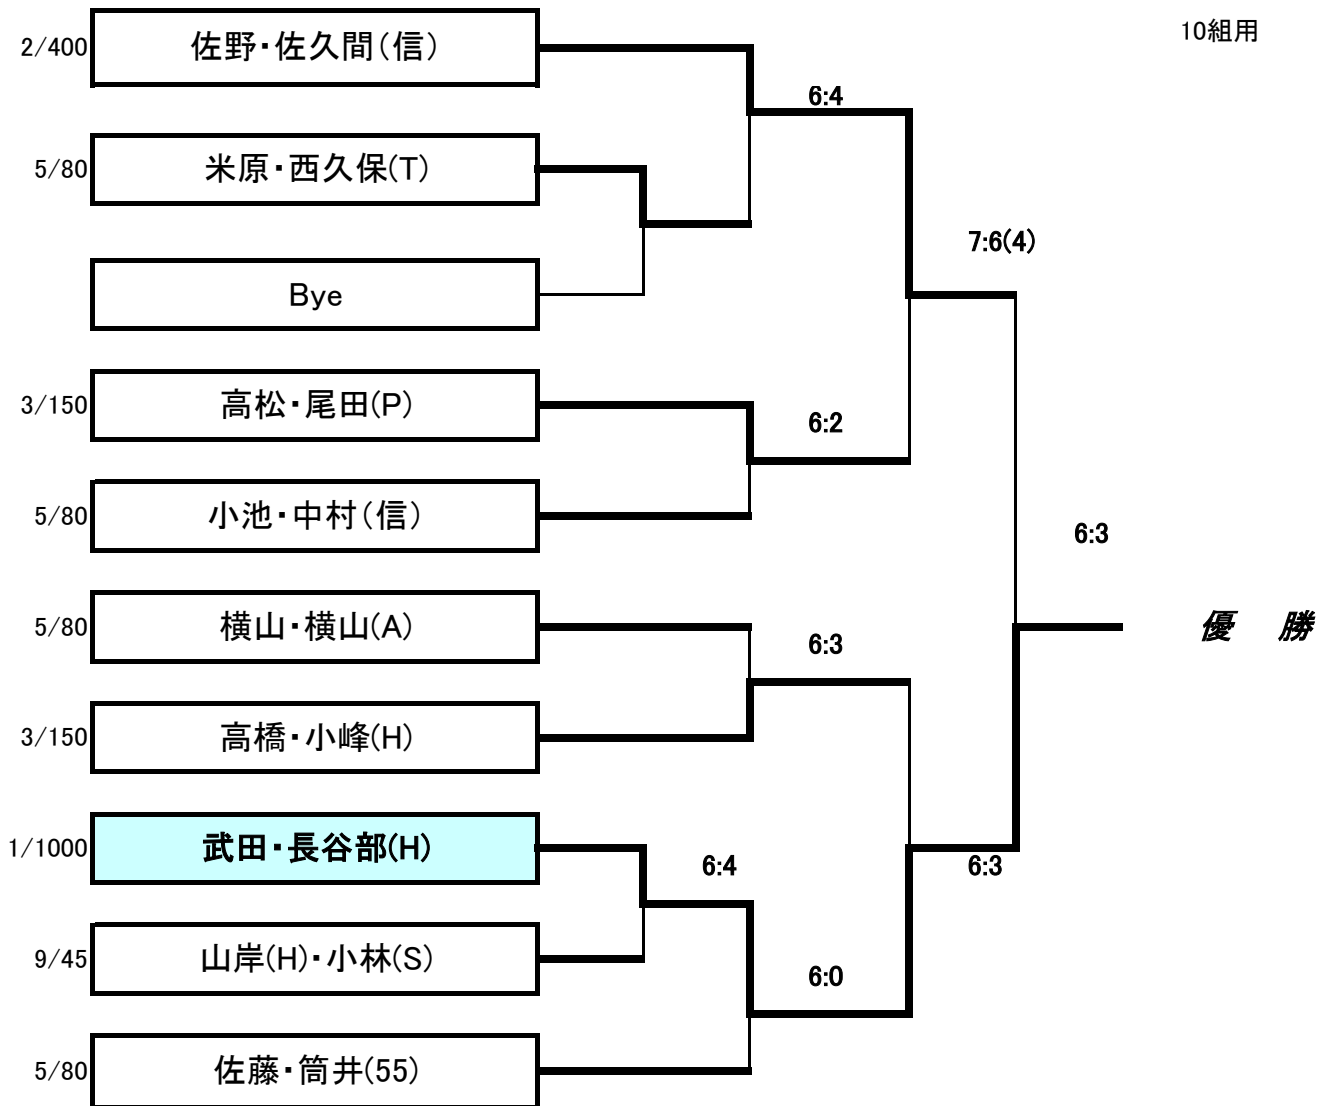 10組用
2/400
佐野・佐久間(信)
6:4
5/80
米原・西久保(T)
7:6(4)
Bye
3/150
高松・尾田(P)
6:2
5/80
小池・中村(信)
6:3
5/80
横山・横山(A)
6:3
優 勝
3/150
高橋・小峰(H)
1/1000
武田・長谷部(H)
6:4
6:3
9/45
山岸(H)・小林(S)
6:0
5/80
佐藤・筒井(55)